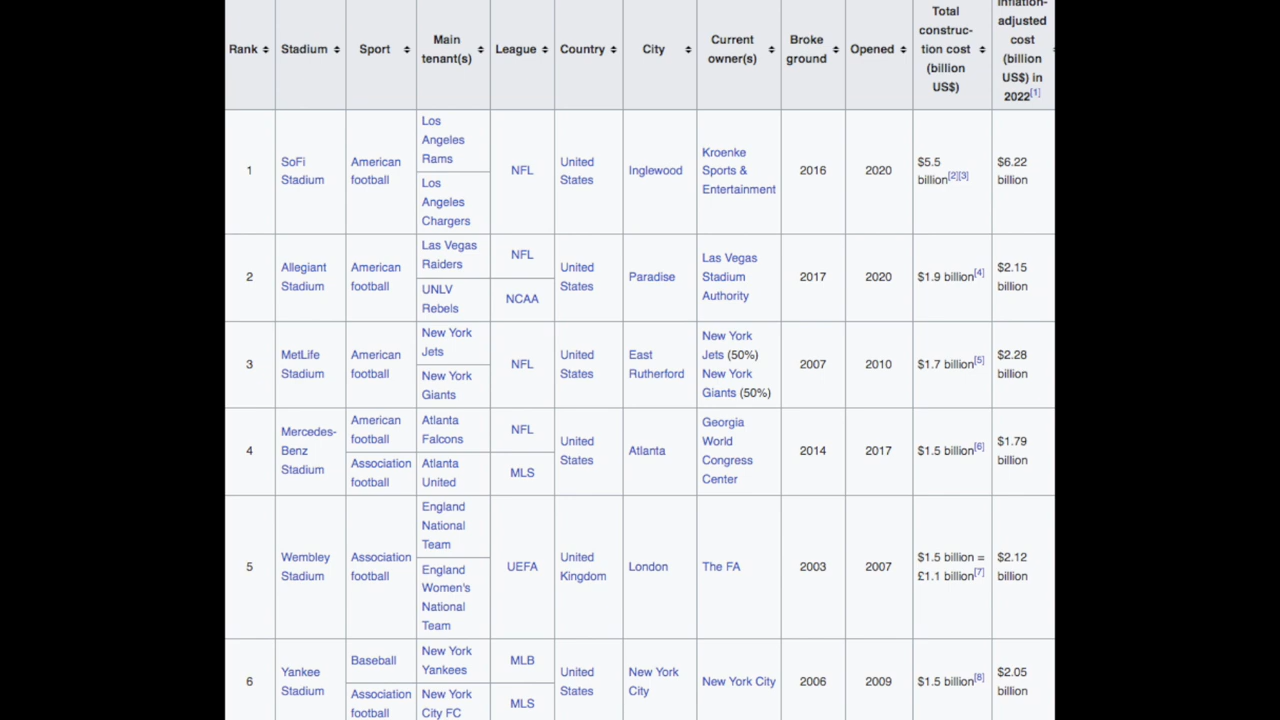 Rank
Stadium
Sport
Main
tenant(s)
League
Country
City
Current
owner(s)
Broke
ground
Opened
Total
construc-
tion cost
(billion
US$)
Inflation-
adjusted
cost
(billion
US$) in
2022[1]
1
SoFi
Stadium
American
football
Los
Angeles
Rams
Los
Angeles
Chargers
NFL
United
States
Inglewood
Kroenke
Sports &
Entertainment
2016
2020
$5.5
billion[2][3]
$6.22
billion
2
Allegiant
Stadium
American
football
Las Vegas
Raiders
NFL
UNLV
Rebels
NCAA
United
States
Paradise
Las Vegas
Stadium
Authority
2017
2020
$1.9 billion[4]
$2.15
billion
3
MetLife
Stadium
American
football
New York
Jets
New York
Giants
NFL
United
States
East
Rutherford
New York
Jets (50%)
New York
Giants (50%)
2007
2010
$1.7 billion[5]
$2.28
billion
4
Mercedes-
Benz
Stadium
American
football
Atlanta
Falcons
NFL
Association
football
Atlanta
United
MLS
United
States
Atlanta
Georgia
World
Congress
Center
2014
2017
$1.5 billion[6]
$1.79
billion
5
Wembley
Stadium
Association
football
England
National
Team
England
Women's
National
Team
UEFA
United
Kingdom
London
The FA
2003
2007
$1.5 billion =
£1.1 billion[7]
$2.12
billion
6
Yankee
Stadium
Baseball
New York
Yankees
MLB
Association
football
New York
City FC
MLS
United
States
New York
City
New York City
2006
2009
$1.5 billion[8]
$2.05
billion